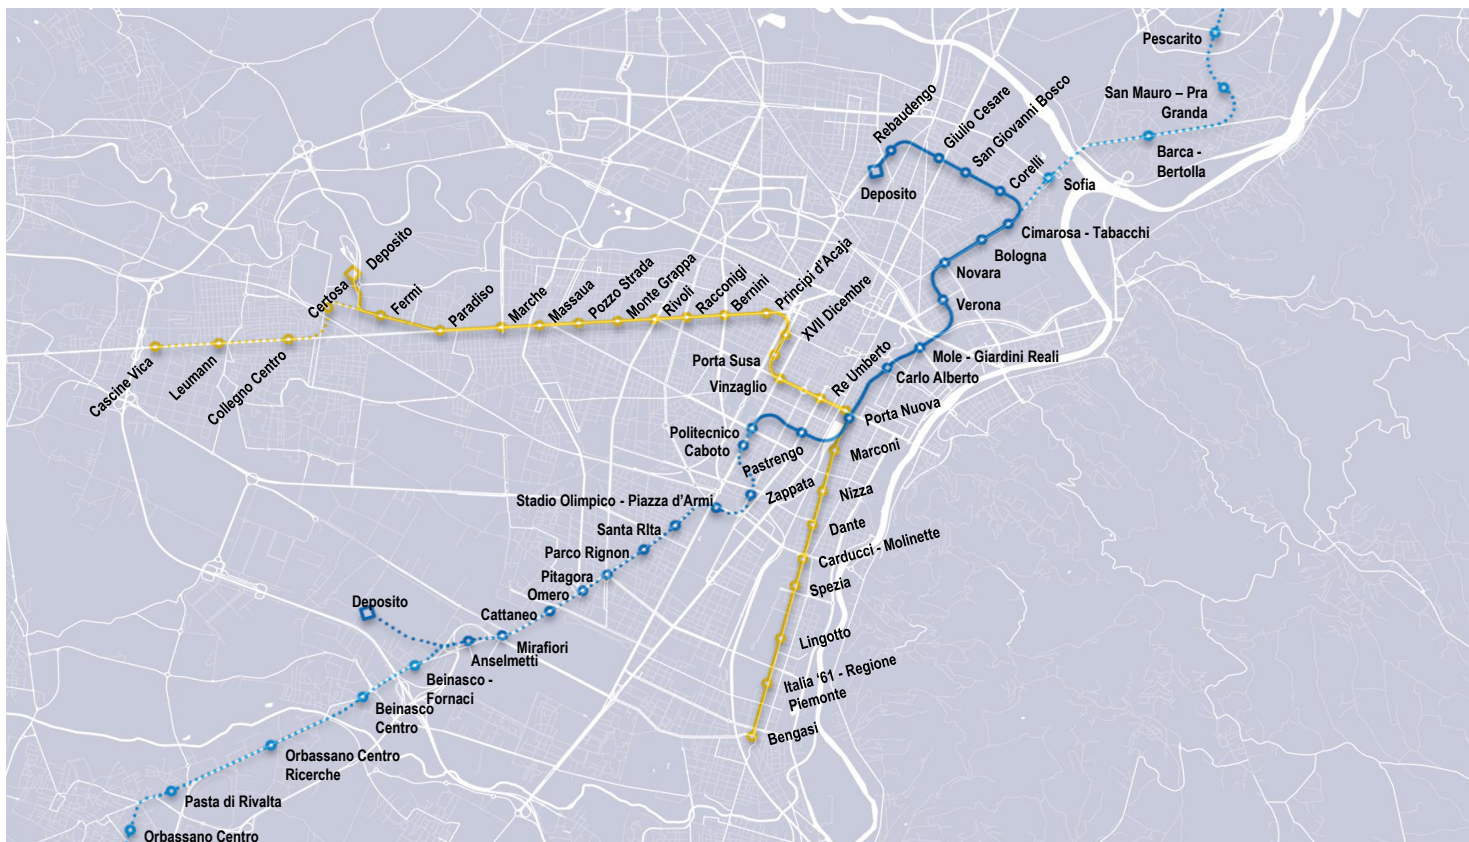 Pescarito
San Mauro – Pra
Granda
Barca -
Bertolla
Sofia
Rebaudengo
Giulio Cesare
San Giovanni Bosco
Corelli
Deposito
Cimarosa - Tabacchi
Bologna
Novara
Verona
Mole - Giardini Reali
Carlo Alberto
Porta Nuova
Deposito
Certosa
Fermi
Paradiso
Marche
Massaua
Pozzo Strada
Monte Grappa
Rivoli
Racconigi
Bernini
Principi d'Acaja
XVII Dicembre
Porta Susa
Vinzaglio
Re Umberto
Cascine Vica
Leumann
Collegno Centro
Politecnico
Caboto
Pastrengo
Zappata
Marconi
Nizza
Dante
Carducci - Molinette
Spezia
Lingotto
Italia '61 - Regione
Piemonte
Bengasi
Stadio Olimpico - Piazza d'Armi
Santa RIta
Parco Rignon
Pitagora
Omero
Cattaneo
Mirafiori
Anselmetti
Deposito
Beinasco -
Fornaci
Beinasco
Centro
Orbassano Centro
Ricerche
Pasta di Rivalta
Orbassano Centro